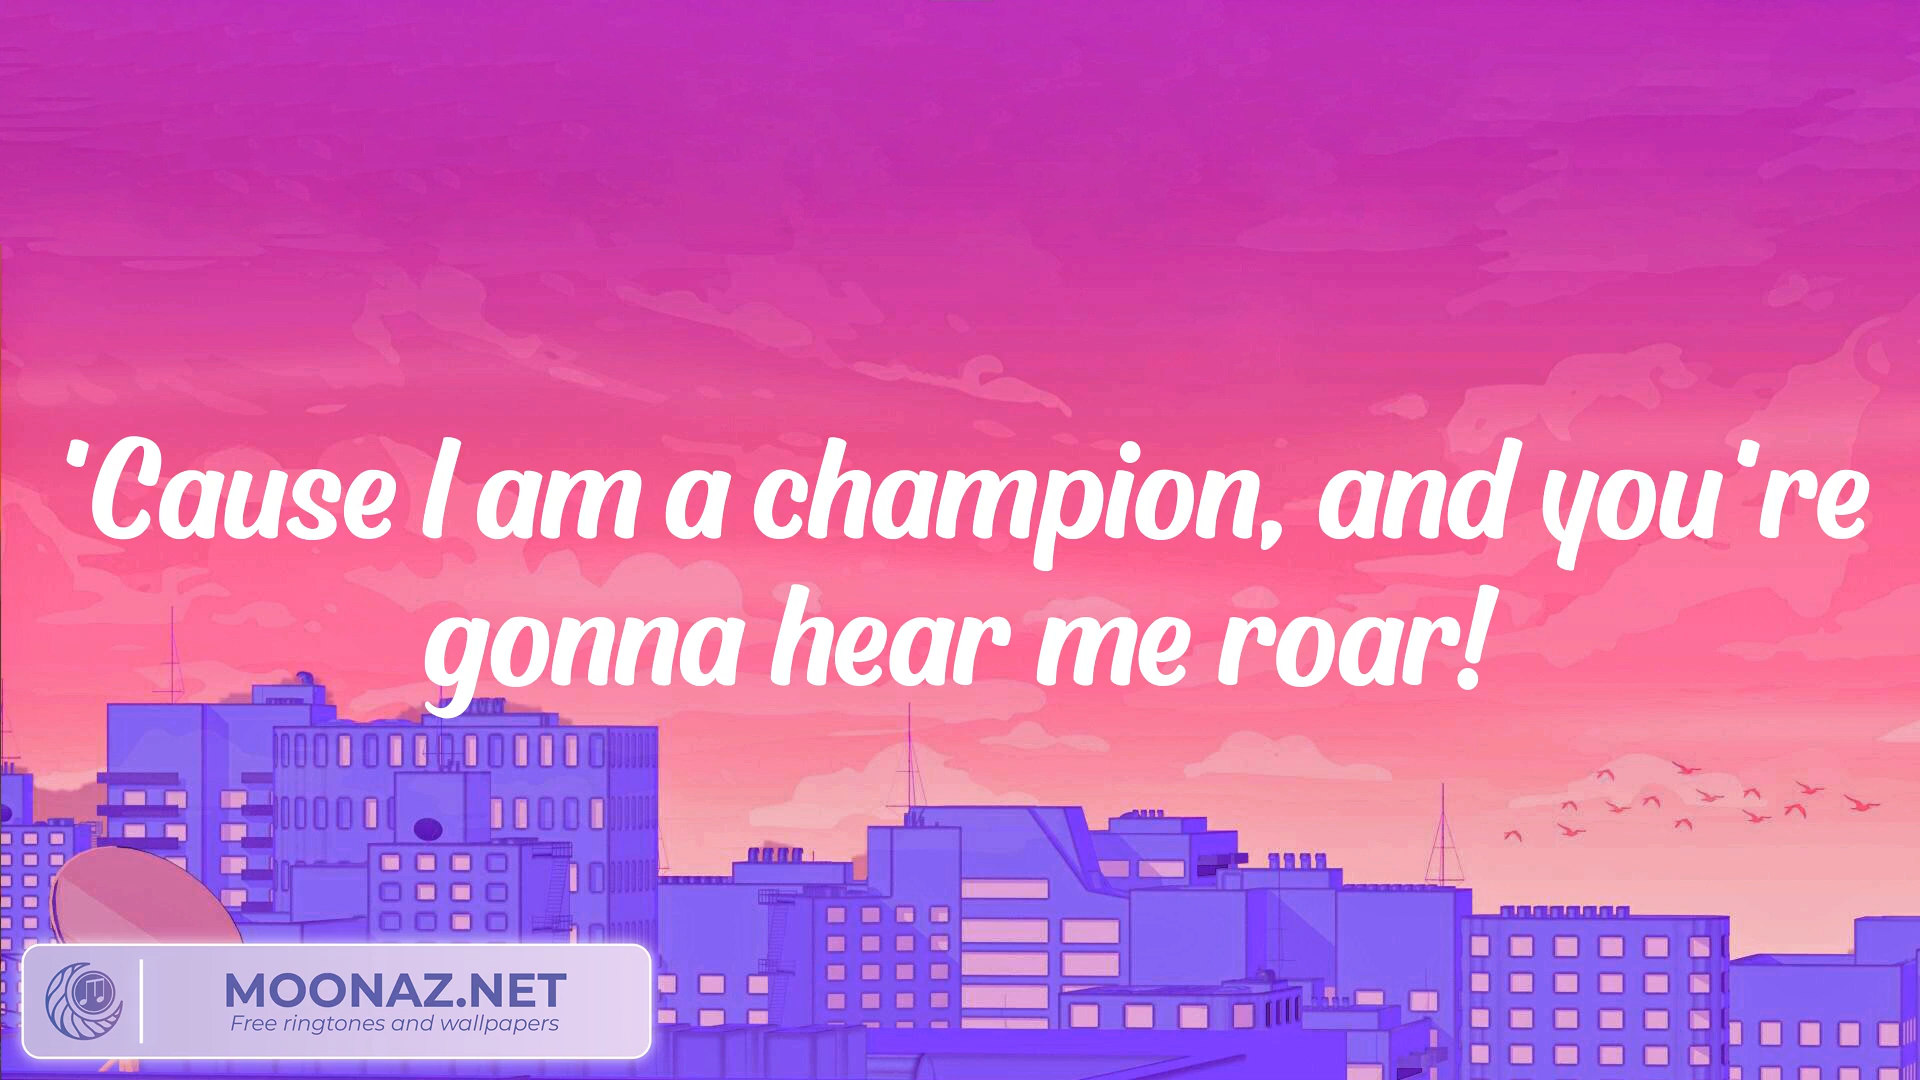 'Cause I am a champion, and you're
gonna hear me roar!
MOONAZ.NET
Free ringtones and wallpapers